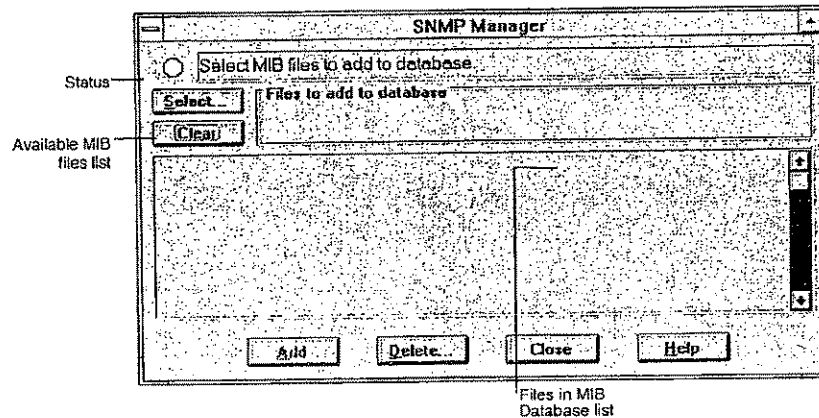 SNMP Manager
Select MIB files to add to database.
Status
Select...
Files to add to database
Clear
Available MIB
files list
Add
Delete...
Close
Help
Files in MIB
Database list